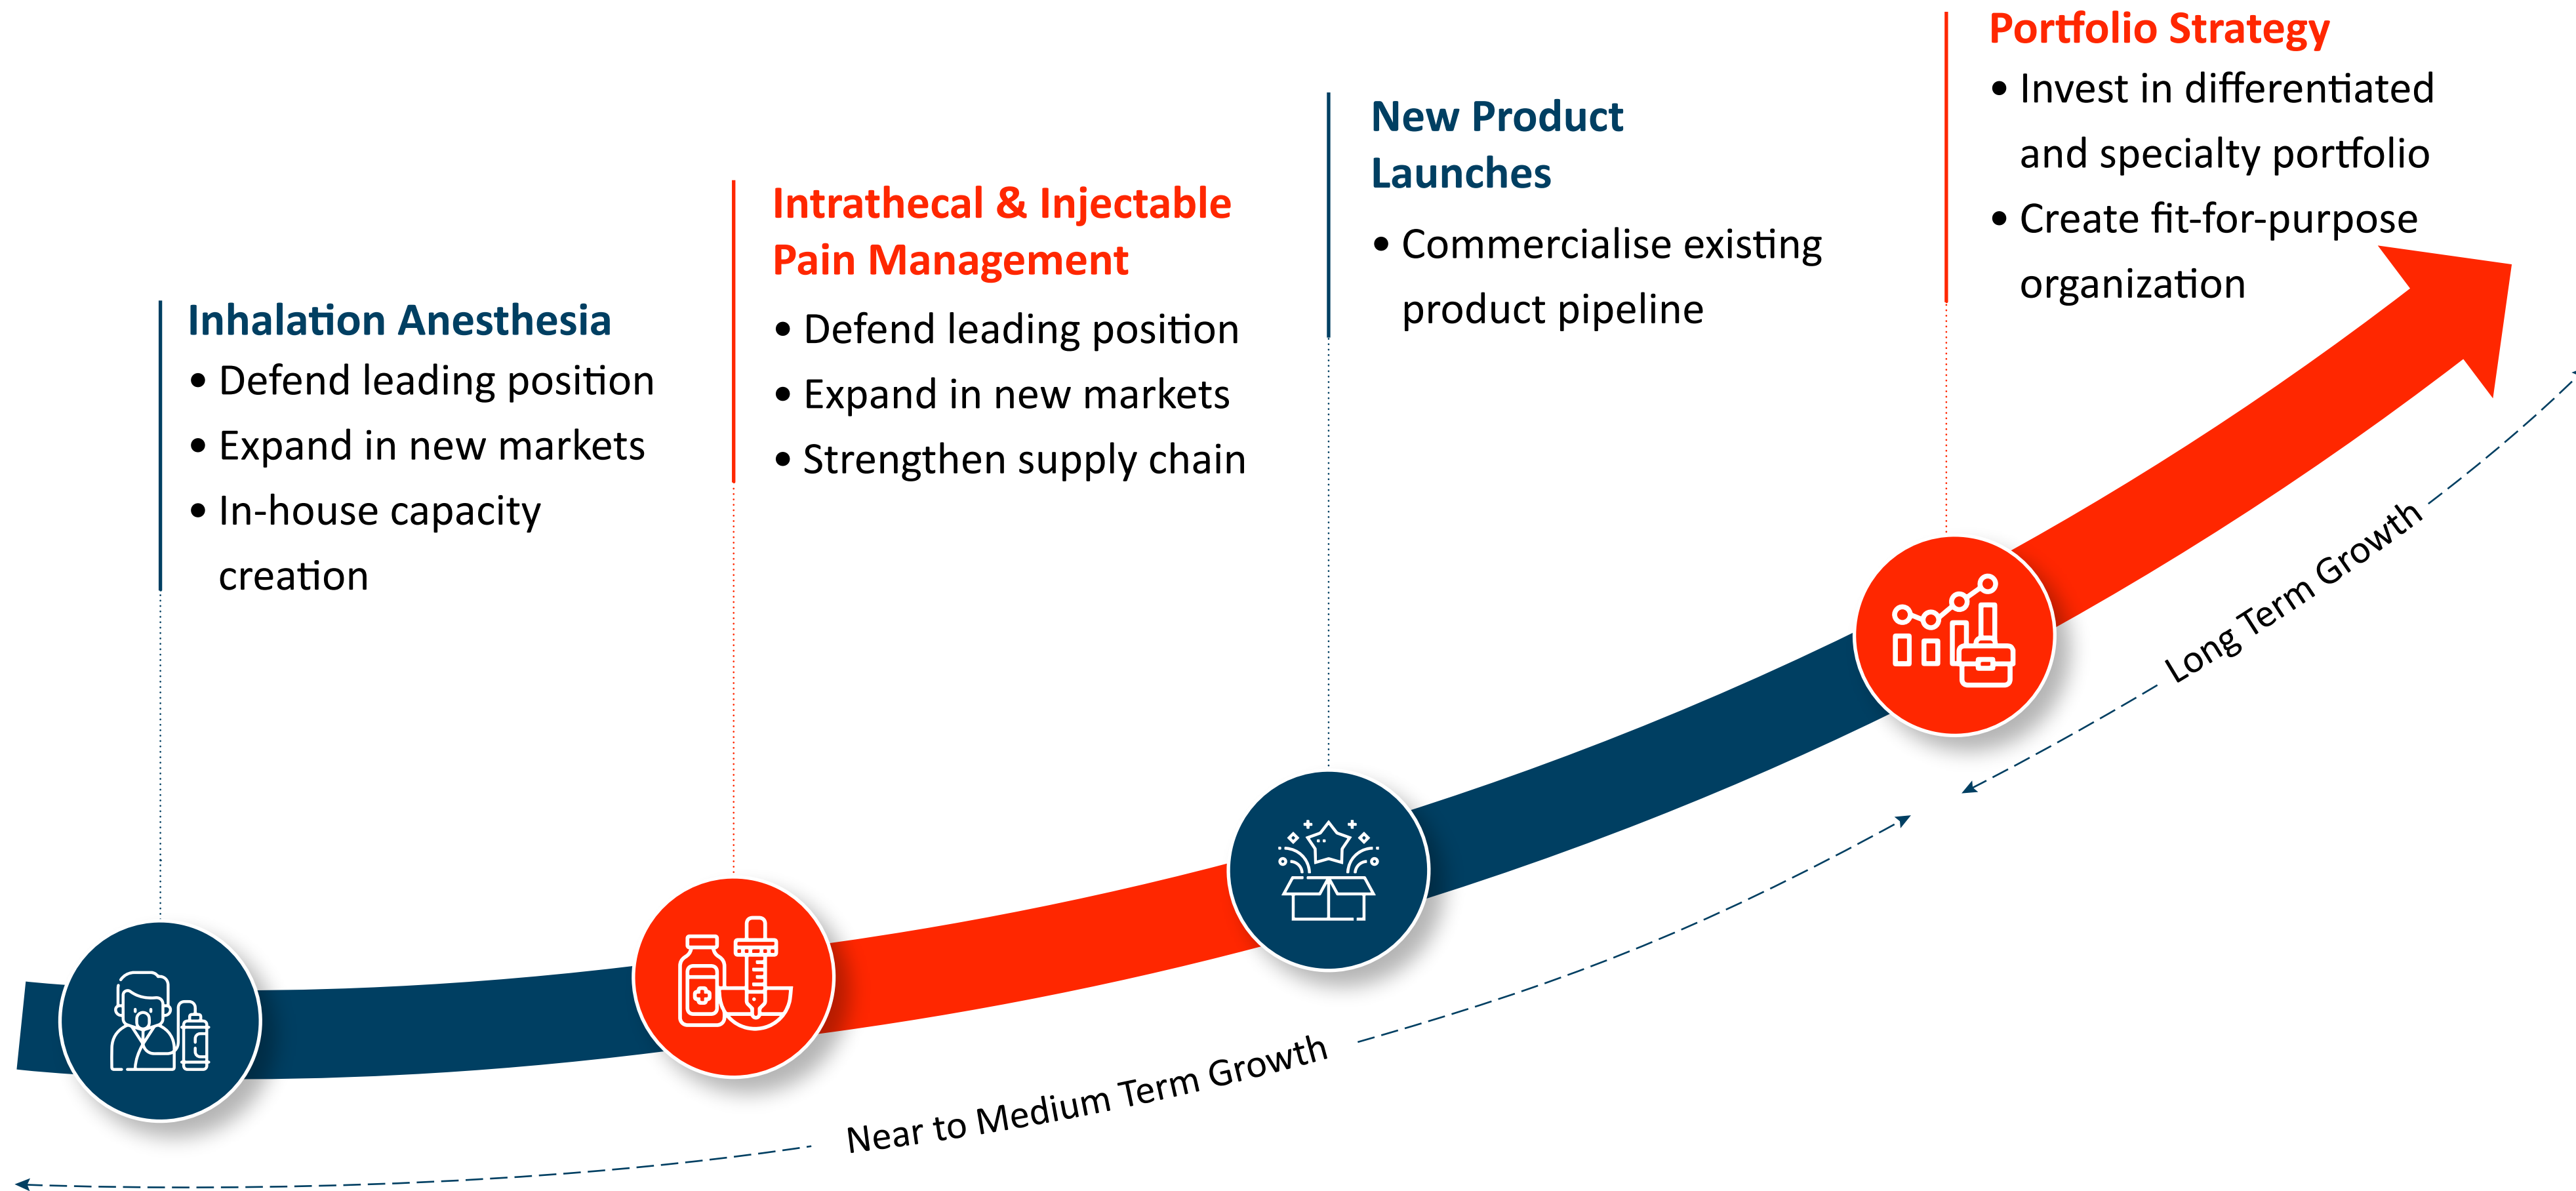 Inhalation Anesthesia
• Defend leading position
• Expand in new markets
• In-house capacity
creation
Intrathecal & Injectable
Pain Management
• Defend leading position
• Expand in new markets
• Strengthen supply chain
New Product
Launches
• Commercialise existing
product pipeline
Portfolio Strategy
• Invest in differentiated
and specialty portfolio
• Create fit-for-purpose
organization
Near to Medium Term Growth
Long Term Growth